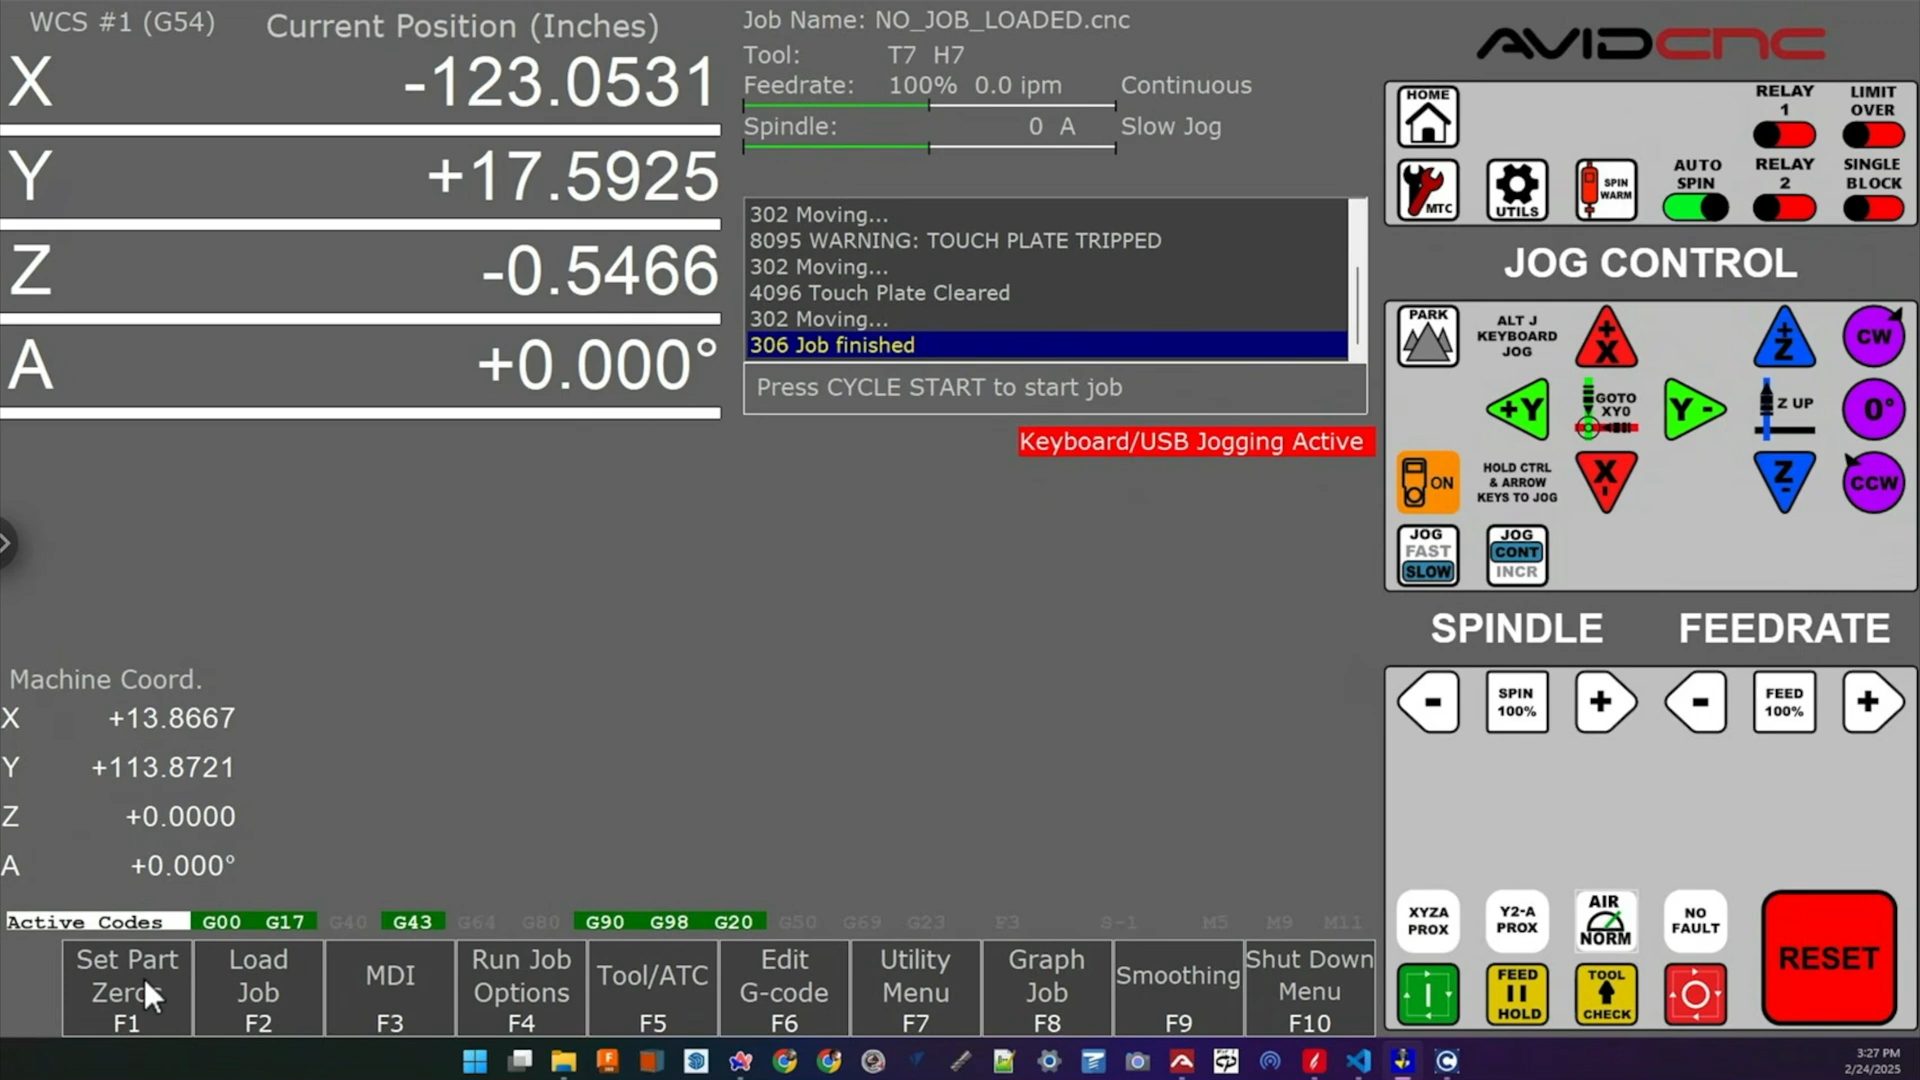 WCS #1 (G54)
Current Position (Inches)
X
-123.0531
Y
+17.5925
Z
-0.5466
A
+0.000°
Job Name: NO_JOB_LOADED.cnc
Tool: T7 H7
Feedrate: 100% 0.0 ipm Continuous
Spindle: 0 A Slow Jog
302 Moving...
8095 WARNING: TOUCH PLATE TRIPPED
302 Moving...
4096 Touch Plate Cleared
302 Moving...
306 Job finished
Press CYCLE START to start job
Keyboard/USB Jogging Active
Machine Coord.
X +13.8667
Y +113.8721
Z +0.0000
A +0.000°
Active Codes G00 G17 G40 G43 G64 G80 G90 G98 G20 G50 G69 G23 F3 S-1 M5 M9 M11
Set Part
Zeros
F1
Load
Job
F2
MDI
F3
Run Job
Options
F4
Tool/ATC
F5
Edit
G-code
F6
Utility
Menu
F7
Graph
Job
F8
Smoothing
F9
Shut Down
Menu
F10
AVIDCNC
HOME
RELAY
1
LIMIT
OVER
MTC
UTILS
SPIN
WARM
AUTO
SPIN
RELAY
2
SINGLE
BLOCK
JOG CONTROL
PARK
ALT J
KEYBOARD
JOG
+X
+Z
CW
+Y
GOTO
XY0
Y -
Z UP
0°
ON
HOLD CTRL
& ARROW
KEYS TO JOG
X -
Z -
CCW
JOG
FAST
SLOW
JOG
CONT
INCR
SPINDLE
FEEDRATE
-
SPIN
100%
+
-
FEED
100%
+
XYZA
PROX
Y2-A
PROX
AIR
NORM
NO
FAULT
FEED
HOLD
TOOL
CHECK
RESET
3:27 PM
2/24/2025